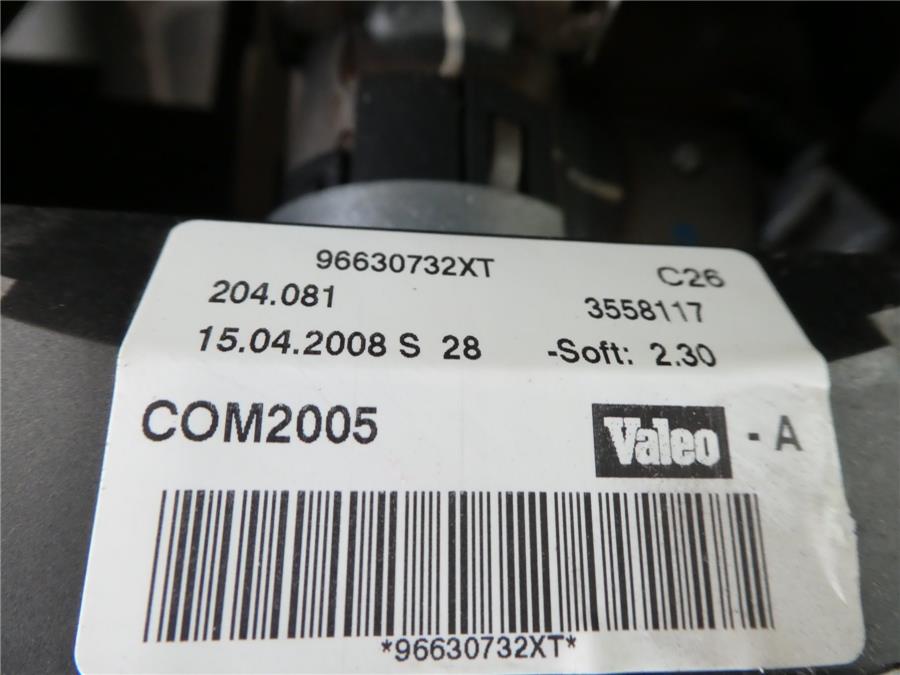 96630732XT C26
204.081 3558117
15.04.2008 S 28 -Soft: 2.30
COM2005 Valeo - A
*96630732XT*